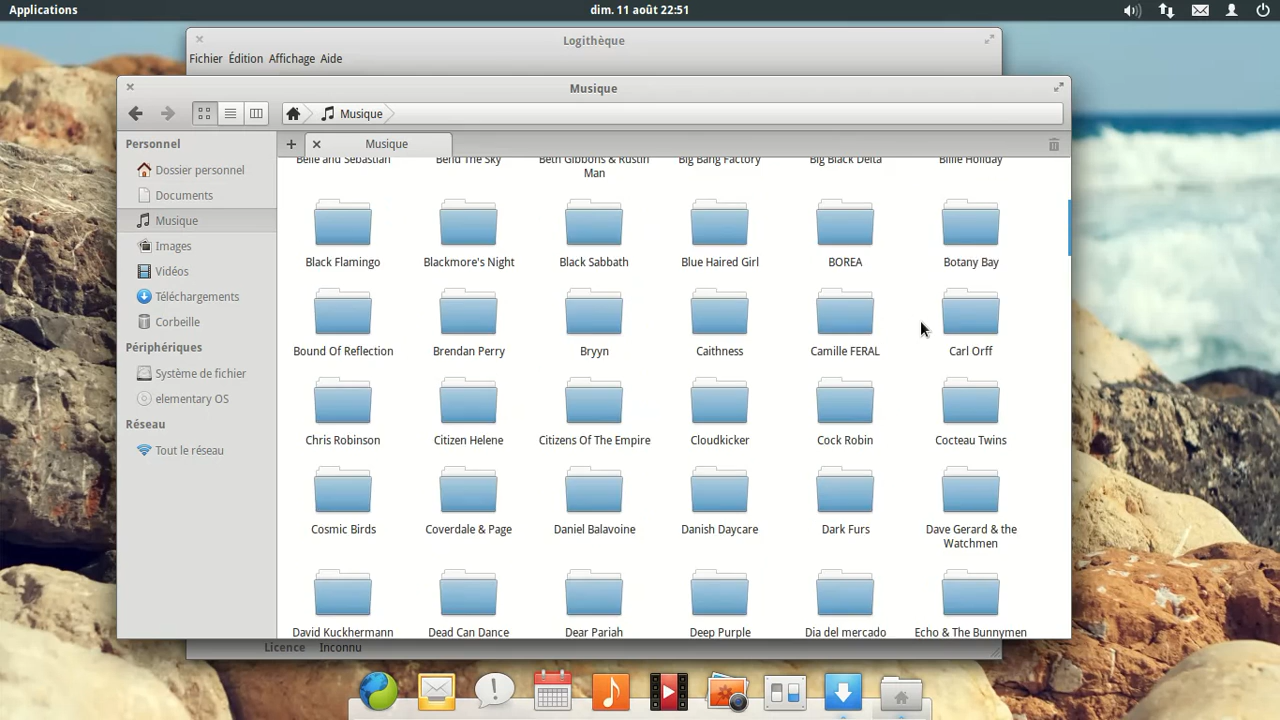 Applications
dim. 11 août 22:51
Logithèque
Fichier Édition Affichage Aide
Musique
Musique
Musique
Personnel
Dossier personnel
Documents
Musique
Images
Vidéos
Téléchargements
Corbeille
Périphériques
Système de fichier
elementary OS
Réseau
Tout le réseau
Belle and Sebastian
Bend The Sky
Beth Gibbons & Rustin
Man
Big Bang Factory
Big Black Delta
Billie Holiday
Black Flamingo
Blackmore's Night
Black Sabbath
Blue Haired Girl
BOREA
Botany Bay
Bound Of Reflection
Brendan Perry
Bryyn
Caithness
Camille FERAL
Carl Orff
Chris Robinson
Citizen Helene
Citizens Of The Empire
Cloudkicker
Cock Robin
Cocteau Twins
Cosmic Birds
Coverdale & Page
Daniel Balavoine
Danish Daycare
Dark Furs
Dave Gerard & the
Watchmen
David Kuckhermann
Dead Can Dance
Dear Pariah
Deep Purple
Dia del mercado
Echo & The Bunnymen
Licence Inconnu